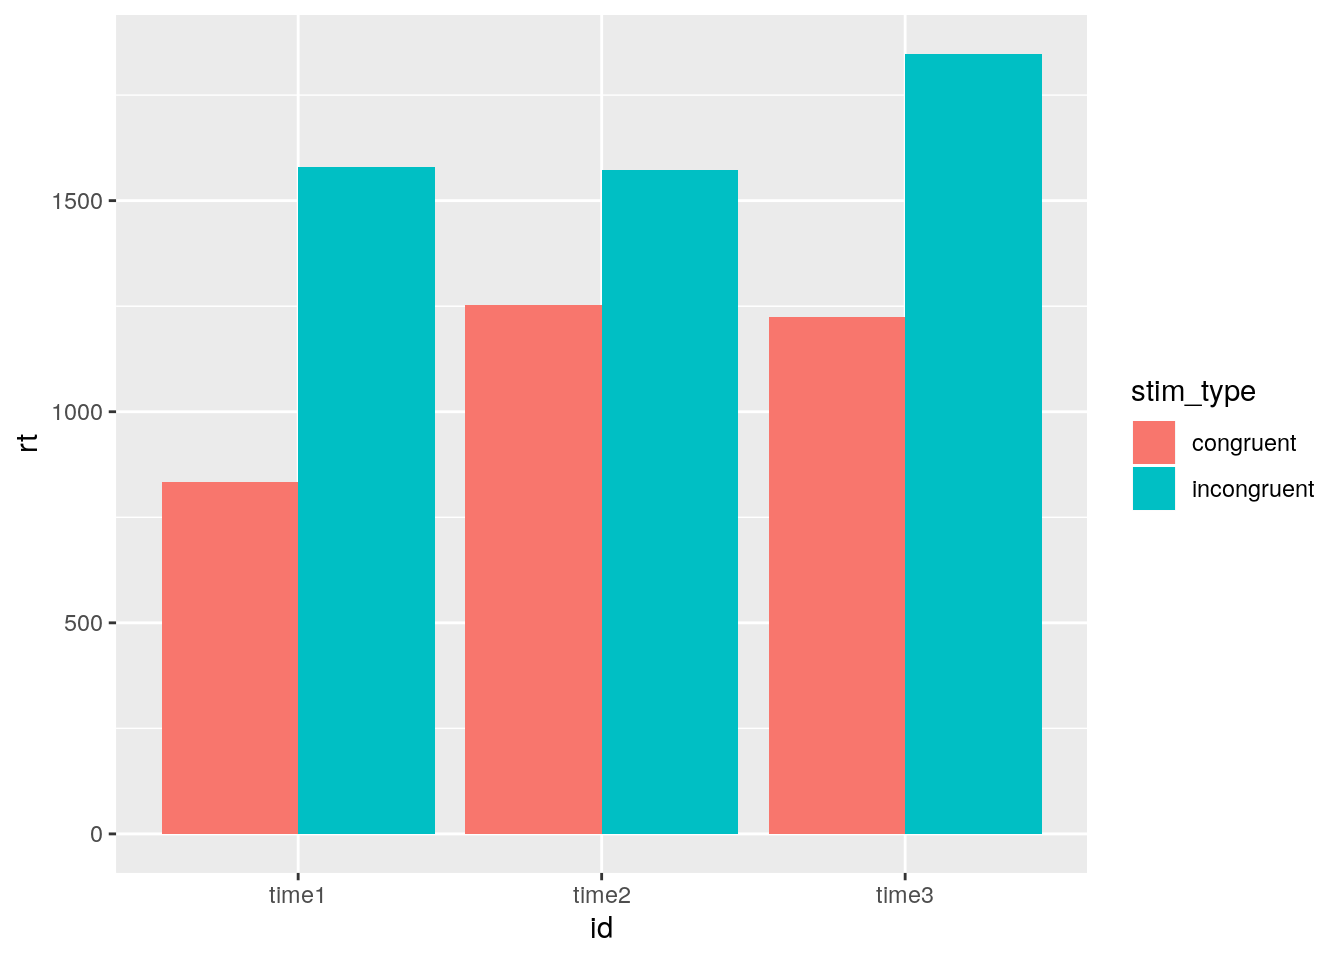 rt
1500
1000
500
0
time1 time2 time3
id
stim_type
congruent
incongruent